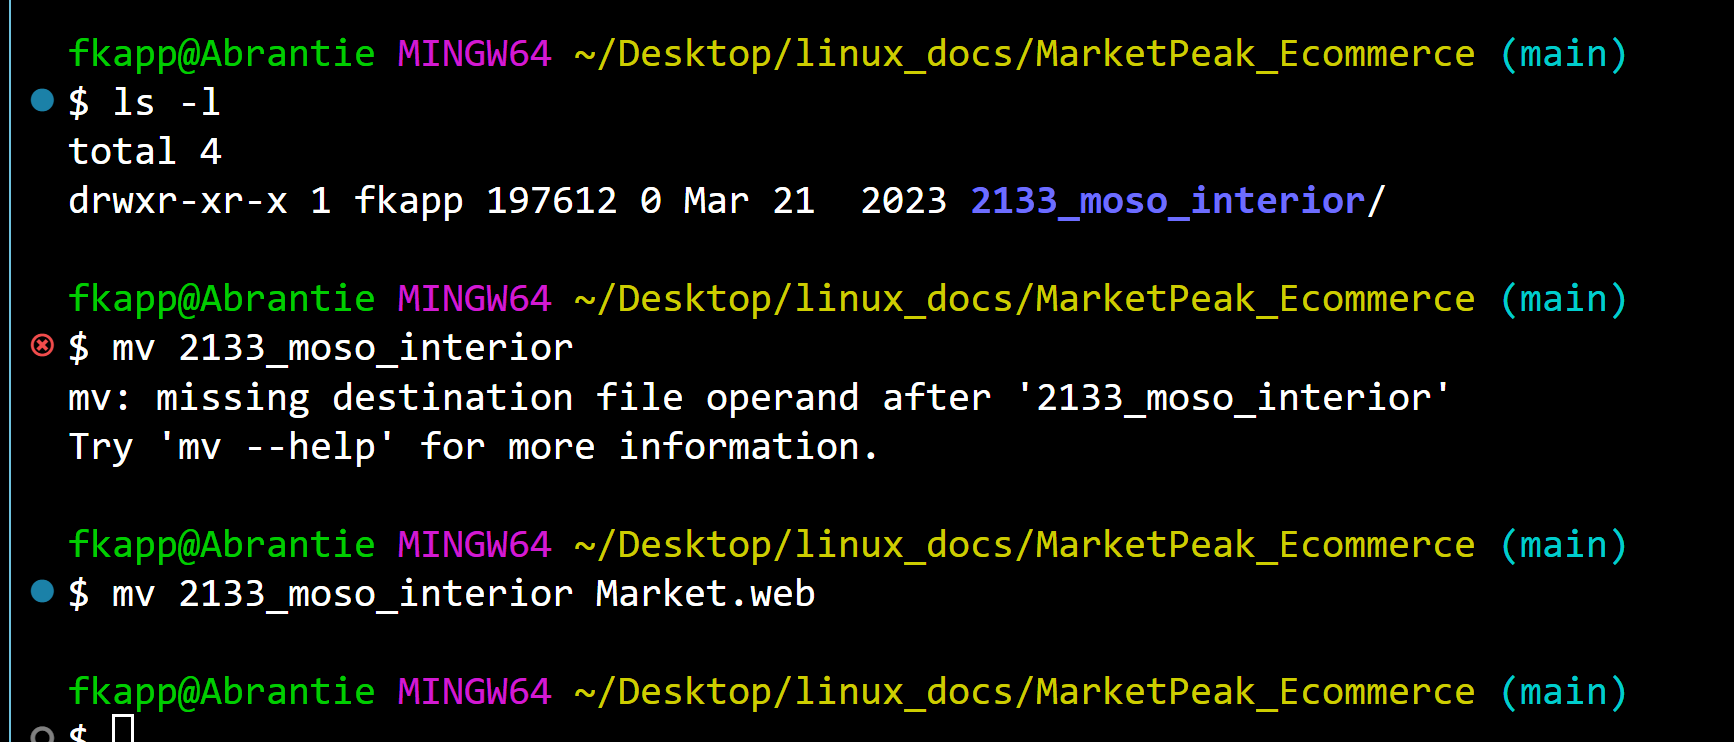 fkapp@Abrantie MINGW64 ~/Desktop/linux_docs/MarketPeak_Ecommerce (main)
$ ls -l
total 4
drwxr-xr-x 1 fkapp 197612 0 Mar 21  2023 2133_moso_interior/
fkapp@Abrantie MINGW64 ~/Desktop/linux_docs/MarketPeak_Ecommerce (main)
$ mv 2133_moso_interior
mv: missing destination file operand after '2133_moso_interior'
Try 'mv --help' for more information.
fkapp@Abrantie MINGW64 ~/Desktop/linux_docs/MarketPeak_Ecommerce (main)
$ mv 2133_moso_interior Market.web
fkapp@Abrantie MINGW64 ~/Desktop/linux_docs/MarketPeak_Ecommerce (main)
$